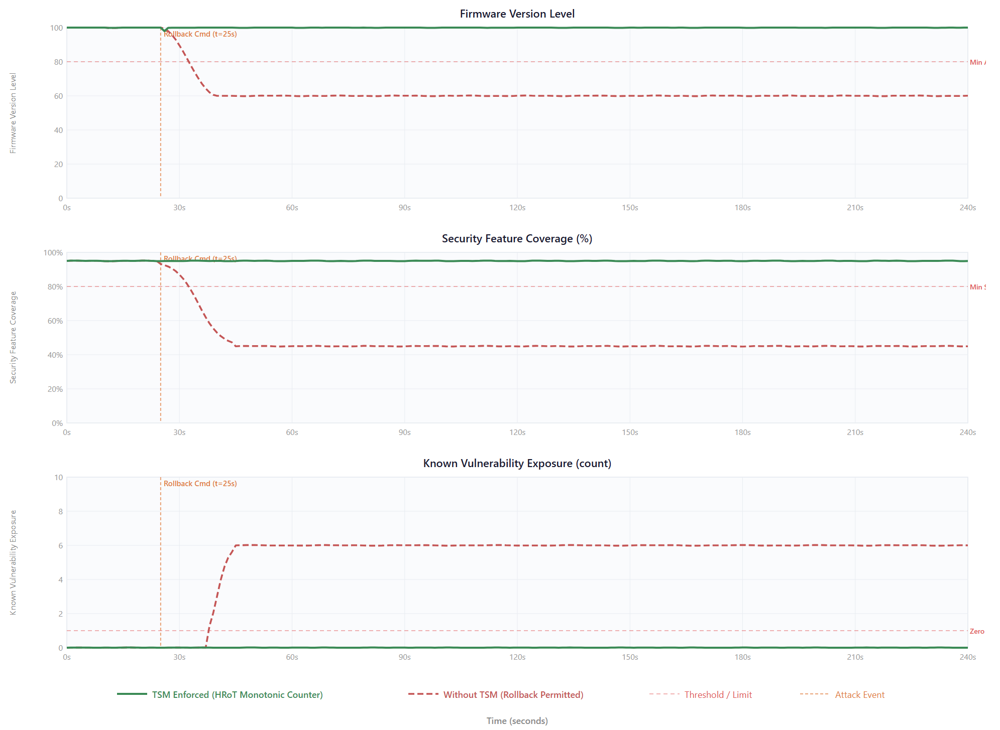 Firmware Version Level
Firmware Version Level
100
80
60
40
20
0
Rollback Cmd (t=25s)
Min
0s 30s 60s 90s 120s 150s 180s 210s 240s
Security Feature Coverage (%)
Security Feature Coverage
100%
80%
60%
40%
20%
0%
Rollback Cmd (t=25s)
Min
0s 30s 60s 90s 120s 150s 180s 210s 240s
Known Vulnerability Exposure (count)
Known Vulnerability Exposure
10
8
6
4
2
0
Rollback Cmd (t=25s)
Zero
0s 30s 60s 90s 120s 150s 180s 210s 240s
TSM Enforced (HRoT Monotonic Counter) Without TSM (Rollback Permitted) Threshold / Limit Attack Event
Time (seconds)